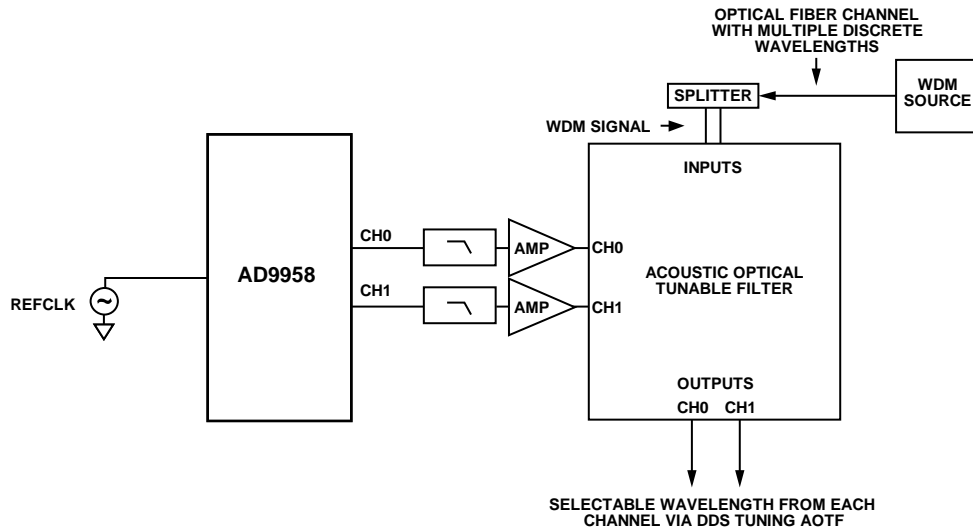 OPTICAL FIBER CHANNEL
WITH MULTIPLE DISCRETE
WAVELENGTHS
WDM
SOURCE
SPLITTER
WDM SIGNAL
INPUTS
CH0
AMP
CH0
AD9958
ACOUSTIC OPTICAL
TUNABLE FILTER
CH1
AMP
CH1
REFCLK
OUTPUTS
CH0 CH1
SELECTABLE WAVELENGTH FROM EACH
CHANNEL VIA DDS TUNING AOTF